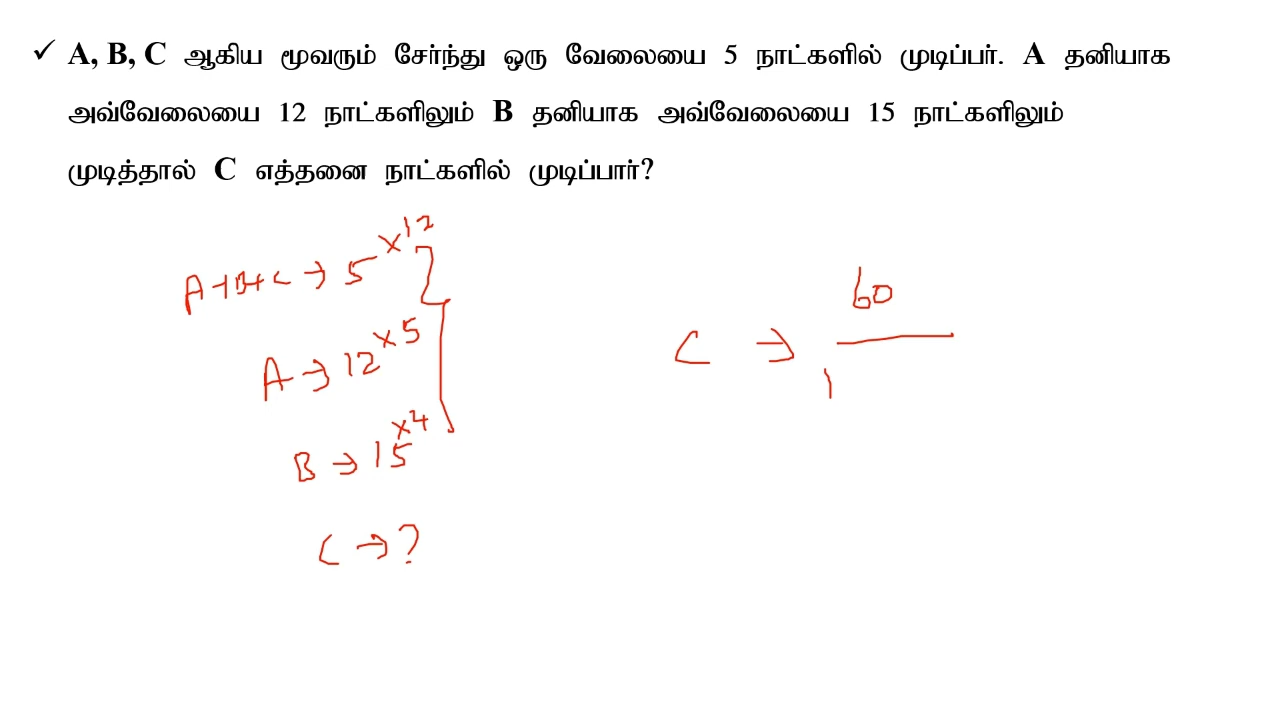 ✓ A, B, C ஆகிய மூவரும் சேர்ந்து ஒரு வேலையை 5 நாட்களில் முடிப்பர். A தனியாக
அவ்வேலையை 12 நாட்களிலும் B தனியாக அவ்வேலையை 15 நாட்களிலும்
முடித்தால் C எத்தனை நாட்களில் முடிப்பார்?
A+B+C → 5 ×12
A → 12 ×5
B → 15 ×4
C → ?
60
C →
1